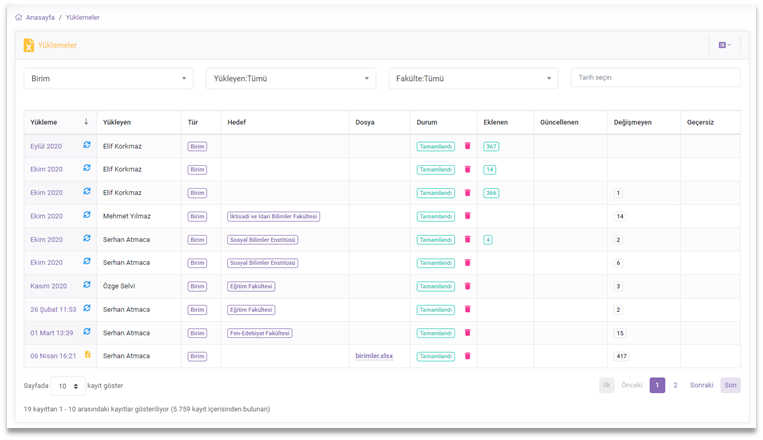 Anasayfa / Yüklemeler
Yüklemeler
Birim Yükleyen:Tümü Fakülte:Tümü Tarih seçin
Yükleme Yükleyen Tür Hedef Dosya Durum Eklenen Güncellenen Değişmeyen Geçersiz
Eylül 2020 Elif Korkmaz Birim Tamamlandı 367
Ekim 2020 Elif Korkmaz Birim Tamamlandı 14
Ekim 2020 Elif Korkmaz Birim Tamamlandı 366 1
Ekim 2020 Mehmet Yılmaz Birim İktisadi ve İdari Bilimler Fakültesi Tamamlandı 14
Ekim 2020 Serhan Atmaca Birim Sosyal Bilimler Enstitüsü Tamamlandı 4 2
Ekim 2020 Serhan Atmaca Birim Sosyal Bilimler Enstitüsü Tamamlandı 6
Kasım 2020 Özge Selvi Birim Eğitim Fakültesi Tamamlandı 3
26 Şubat 11:53 Serhan Atmaca Birim Eğitim Fakültesi Tamamlandı 2
01 Mart 13:39 Serhan Atmaca Birim Fen-Edebiyat Fakültesi Tamamlandı 15
06 Nisan 16:21 Serhan Atmaca Birim birimler.xlsx Tamamlandı 417
Sayfada 10 kayıt göster İlk Önceki 1 2 Sonraki Son
19 kayıttan 1 - 10 arasındaki kayıtlar gösteriliyor (5.759 kayıt içerisinden bulunan)